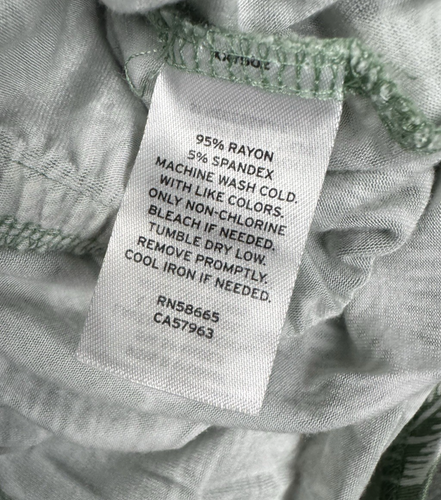 95% RAYON
5% SPANDEX
MACHINE WASH COLD.
WITH LIKE COLORS.
ONLY NON-CHLORINE
BLEACH IF NEEDED.
TUMBLE DRY LOW.
REMOVE PROMPTLY.
COOL IRON IF NEEDED.
RN58665
CA57963